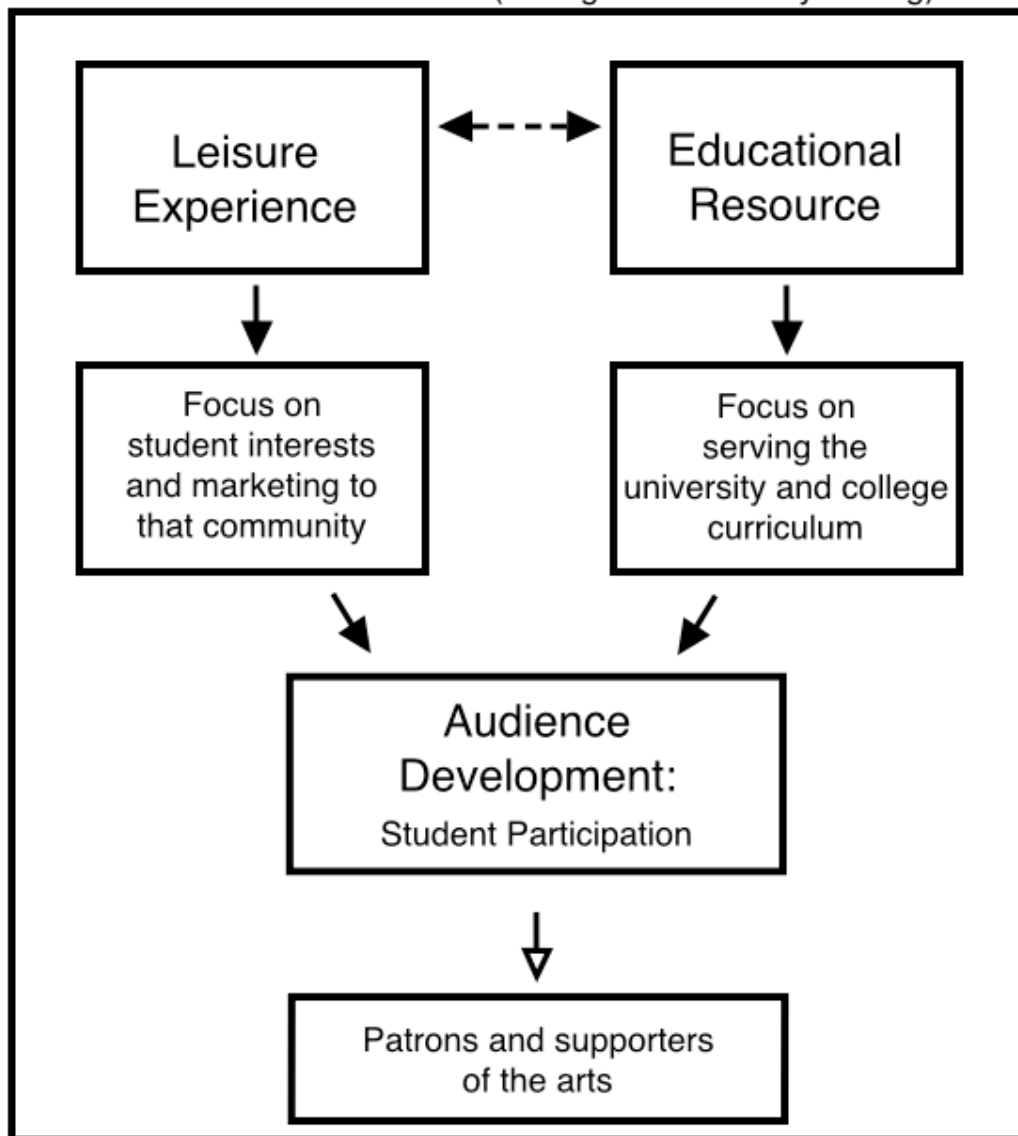 Leisure
Experience
Educational
Resource
Focus on
student interests
and marketing to
that community
Focus on
serving the
university and college
curriculum
Audience
Development:
Student Participation
Patrons and supporters
of the arts